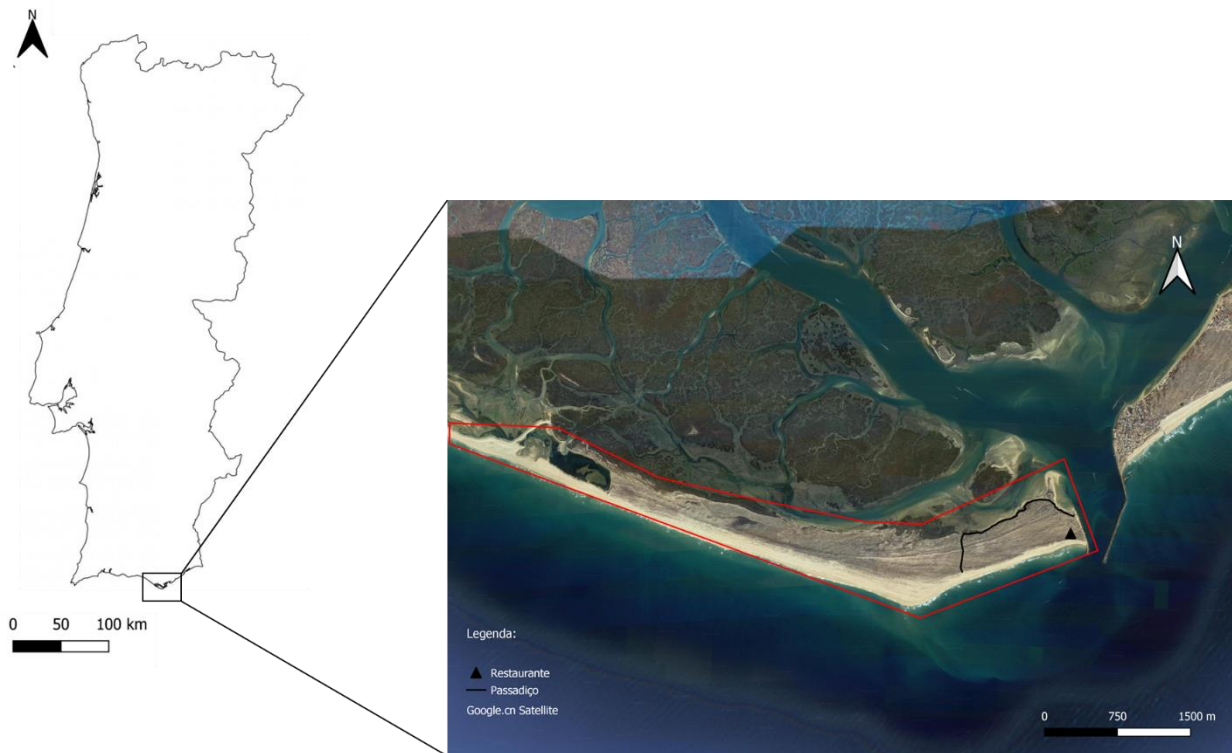 N
0 50 100 km
N
Legenda:
Restaurante
Passadiço
Google.cn Satellite
0 750 1500 m